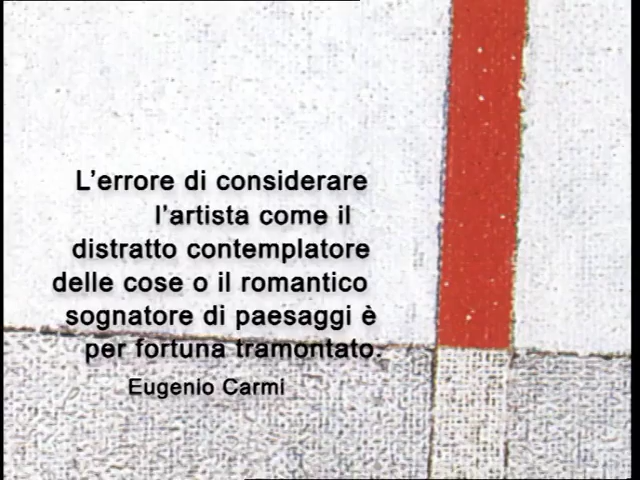 L'errore di considerare
l'artista come il
distratto contemplatore
delle cose o il romantico
sognatore di paesaggi è
per fortuna tramontato.
Eugenio Carmi